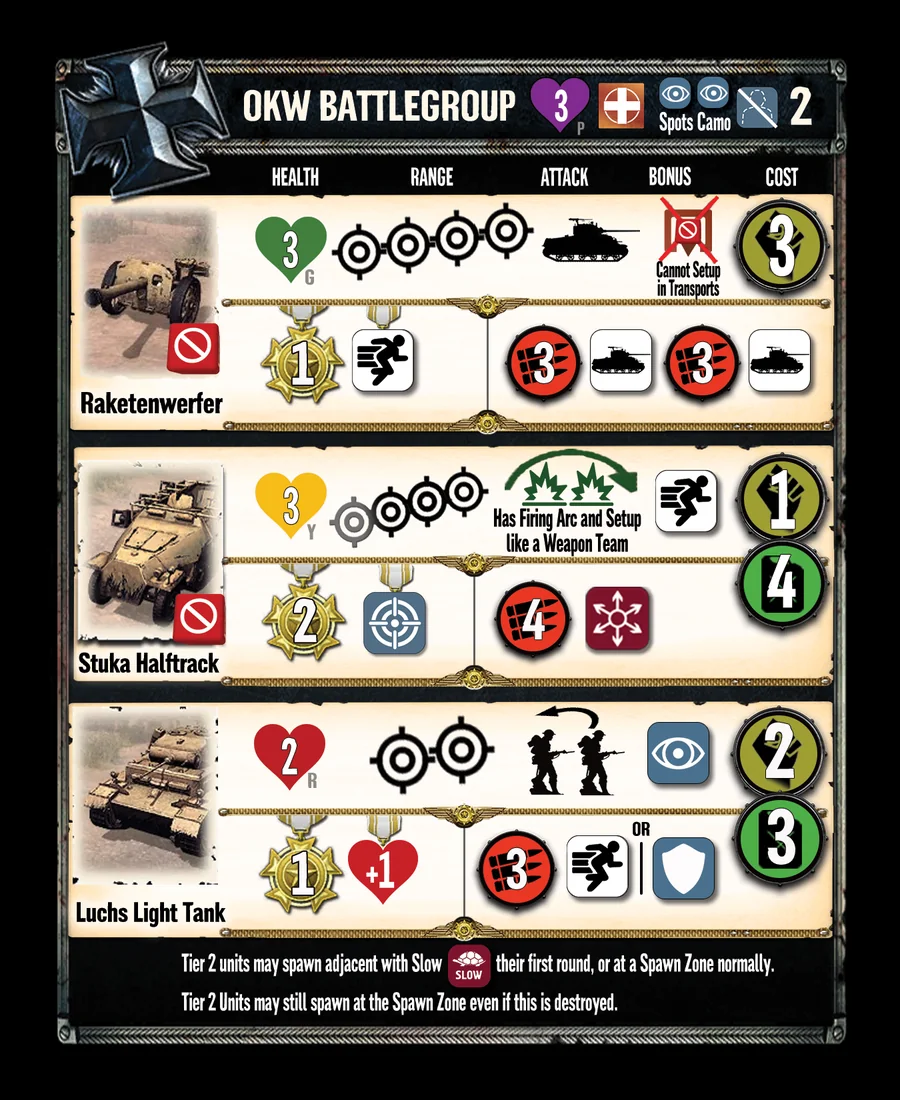 OKW BATTLEGROUP 3 P Spots Camo 2
HEALTH RANGE ATTACK BONUS COST
3 G 3
Cannot Setup
in Transports
1 3 3
Raketenwerfer
3 Y 1
Has Firing Arc and Setup
like a Weapon Team
4
2 4
Stuka Halftrack
2 R 2
OR
1 +1 3 3
Luchs Light Tank
Tier 2 units may spawn adjacent with Slow SLOW their first round, or at a Spawn Zone normally.
Tier 2 Units may still spawn at the Spawn Zone even if this is destroyed.